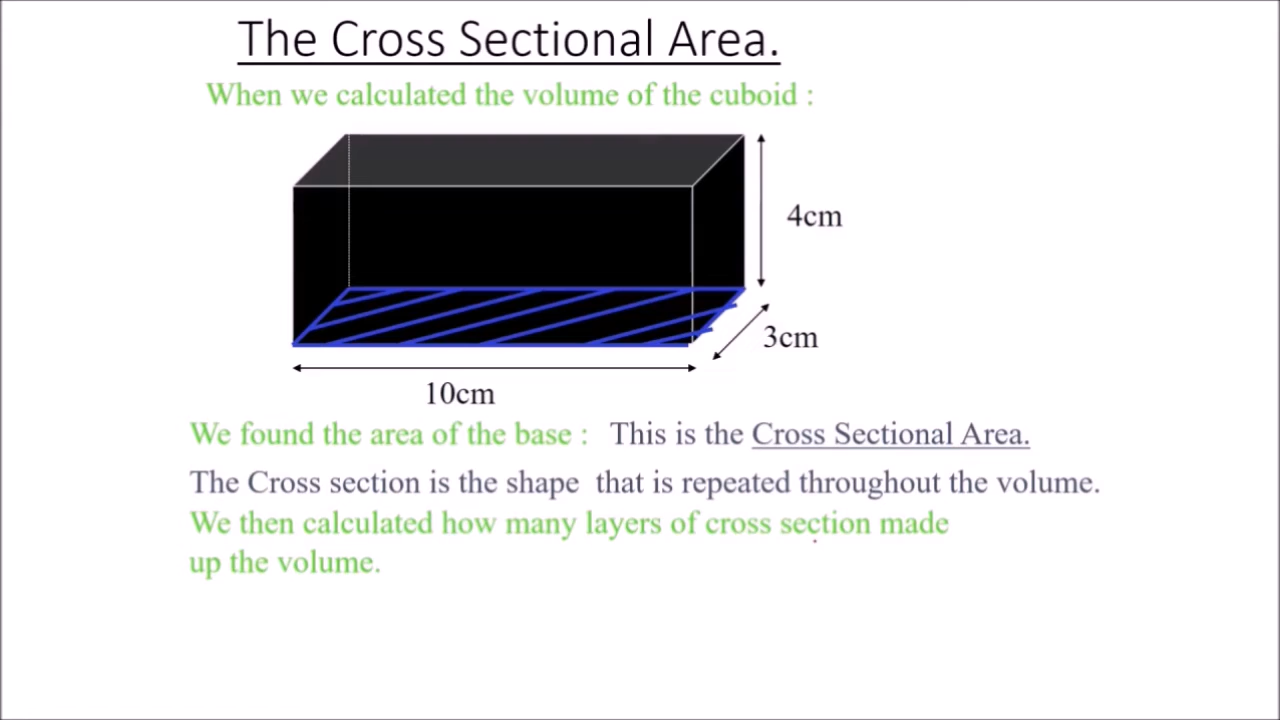 The Cross Sectional Area.
When we calculated the volume of the cuboid :
4cm
3cm
10cm
We found the area of the base : This is the Cross Sectional Area.
The Cross section is the shape that is repeated throughout the volume.
We then calculated how many layers of cross section made
up the volume.